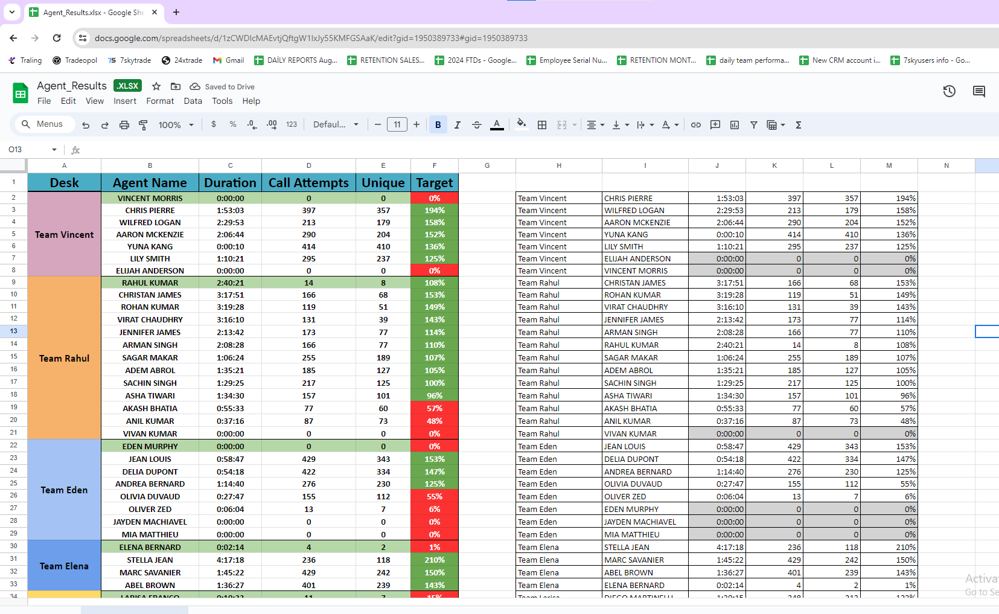 Agent_Results.xlsx - Google She
docs.google.com/spreadsheets/d/1zCWDIcMAEvtjQftgW1lxJy55KMFGSAaK/edit?gid=1950389733#gid=1950389733
Traling Tradeopol 7S 7skytrade 24xtrade Gmail DAİLY REPORTS Aug... RETENTION SALES... 2024 FTDs - Google... Employee Serial Nu... RETENTION MONT... daily team performa... New CRM account i... 7skyusers info - Go...
Agent_Results .XLSX Saved to Drive
File Edit View Insert Format Data Tools Help
Menus 100% $ % .0 .00 123 Defaul... − 11 + B I A
O13 fx
A B C D E F G H I J K L M N
1 Desk Agent Name Duration Call Attempts Unique Target
2 VINCENT MORRIS 0:00:00 0 0 0% Team Vincent CHRIS PIERRE 1:53:03 397 357 194%
3 CHRIS PIERRE 1:53:03 397 357 194% Team Vincent WILFRED LOGAN 2:29:53 213 179 158%
4 WILFRED LOGAN 2:29:53 213 179 158% Team Vincent AARON MCKENZIE 2:06:44 290 204 152%
5 Team Vincent AARON MCKENZIE 2:06:44 290 204 152% Team Vincent YUNA KANG 0:00:10 414 410 136%
6 YUNA KANG 0:00:10 414 410 136% Team Vincent LILY SMITH 1:10:21 295 237 125%
7 LILY SMITH 1:10:21 295 237 125% Team Vincent ELIJAH ANDERSON 0:00:00 0 0 0%
8 ELIJAH ANDERSON 0:00:00 0 0 0% Team Vincent VINCENT MORRIS 0:00:00 0 0 0%
9 RAHUL KUMAR 2:40:21 14 8 108% Team Rahul CHRISTAN JAMES 3:17:51 166 68 153%
10 CHRISTAN JAMES 3:17:51 166 68 153% Team Rahul ROHAN KUMAR 3:19:28 119 51 149%
11 ROHAN KUMAR 3:19:28 119 51 149% Team Rahul VIRAT CHAUDHRY 3:16:10 131 39 143%
12 VIRAT CHAUDHRY 3:16:10 131 39 143% Team Rahul JENNIFER JAMES 2:13:42 173 77 114%
13 JENNIFER JAMES 2:13:42 173 77 114% Team Rahul ARMAN SINGH 2:08:28 166 77 110%
14 ARMAN SINGH 2:08:28 166 77 110% Team Rahul RAHUL KUMAR 2:40:21 14 8 108%
15 Team Rahul SAGAR MAKAR 1:06:24 255 189 107% Team Rahul SAGAR MAKAR 1:06:24 255 189 107%
16 ADEM ABROL 1:35:21 185 127 105% Team Rahul ADEM ABROL 1:35:21 185 127 105%
17 SACHIN SINGH 1:29:25 217 125 100% Team Rahul SACHIN SINGH 1:29:25 217 125 100%
18 ASHA TIWARI 1:34:30 157 101 96% Team Rahul ASHA TIWARI 1:34:30 157 101 96%
19 AKASH BHATIA 0:55:33 77 60 57% Team Rahul AKASH BHATIA 0:55:33 77 60 57%
20 ANIL KUMAR 0:37:16 87 73 48% Team Rahul ANIL KUMAR 0:37:16 87 73 48%
21 VIVAN KUMAR 0:00:00 0 0 0% Team Rahul VIVAN KUMAR 0:00:00 0 0 0%
22 EDEN MURPHY 0:00:00 0 0 0% Team Eden JEAN LOUIS 0:58:47 429 343 153%
23 JEAN LOUIS 0:58:47 429 343 153% Team Eden DELIA DUPONT 0:54:18 422 334 147%
24 DELIA DUPONT 0:54:18 422 334 147% Team Eden ANDREA BERNARD 1:14:40 276 230 125%
25 Team Eden ANDREA BERNARD 1:14:40 276 230 125% Team Eden OLIVIA DUVAUD 0:27:47 155 112 55%
26 OLIVIA DUVAUD 0:27:47 155 112 55% Team Eden OLIVER ZED 0:06:04 13 7 6%
27 OLIVER ZED 0:06:04 13 7 6% Team Eden EDEN MURPHY 0:00:00 0 0 0%
28 JAYDEN MACHIAVEL 0:00:00 0 0 0% Team Eden JAYDEN MACHIAVEL 0:00:00 0 0 0%
29 MIA MATTHIEU 0:00:00 0 0 0% Team Eden MIA MATTHIEU 0:00:00 0 0 0%
30 ELENA BERNARD 0:02:14 4 2 1% Team Elena STELLA JEAN 4:17:18 236 118 210%
31 Team Elena STELLA JEAN 4:17:18 236 118 210% Team Elena MARC SAVANIER 1:45:22 429 242 150%
32 MARC SAVANIER 1:45:22 429 242 150% Team Elena ABEL BROWN 1:36:27 401 239 143%
33 ABEL BROWN 1:36:27 401 239 143% Team Elena ELENA BERNARD 0:02:14 4 2 1%
34
Activa
Go to Se